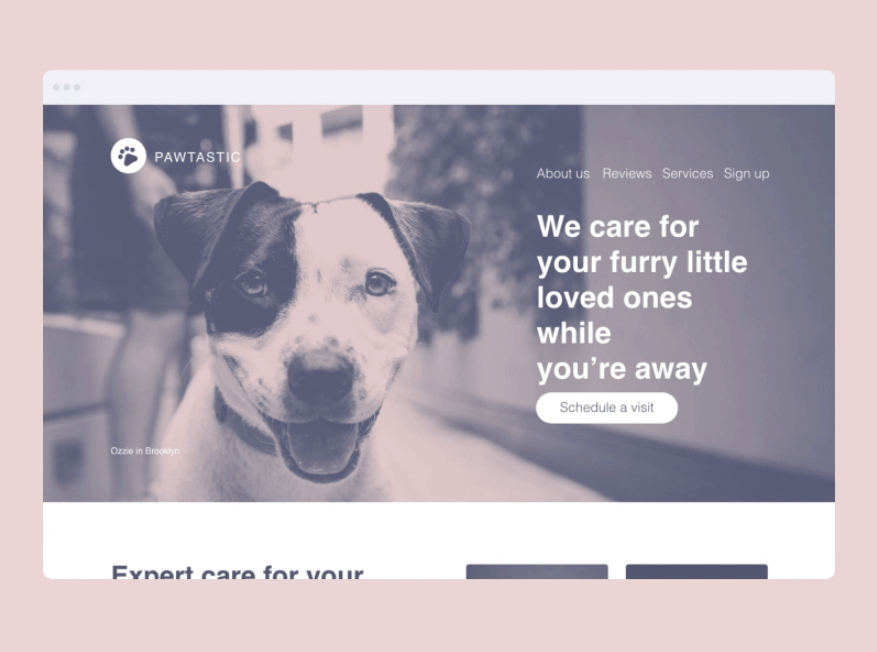 PAWTASTIC
About us Reviews Services Sign up
We care for
your furry little
loved ones
while
you’re away
Schedule a visit
Ozzie in Brooklyn
Expert care for your